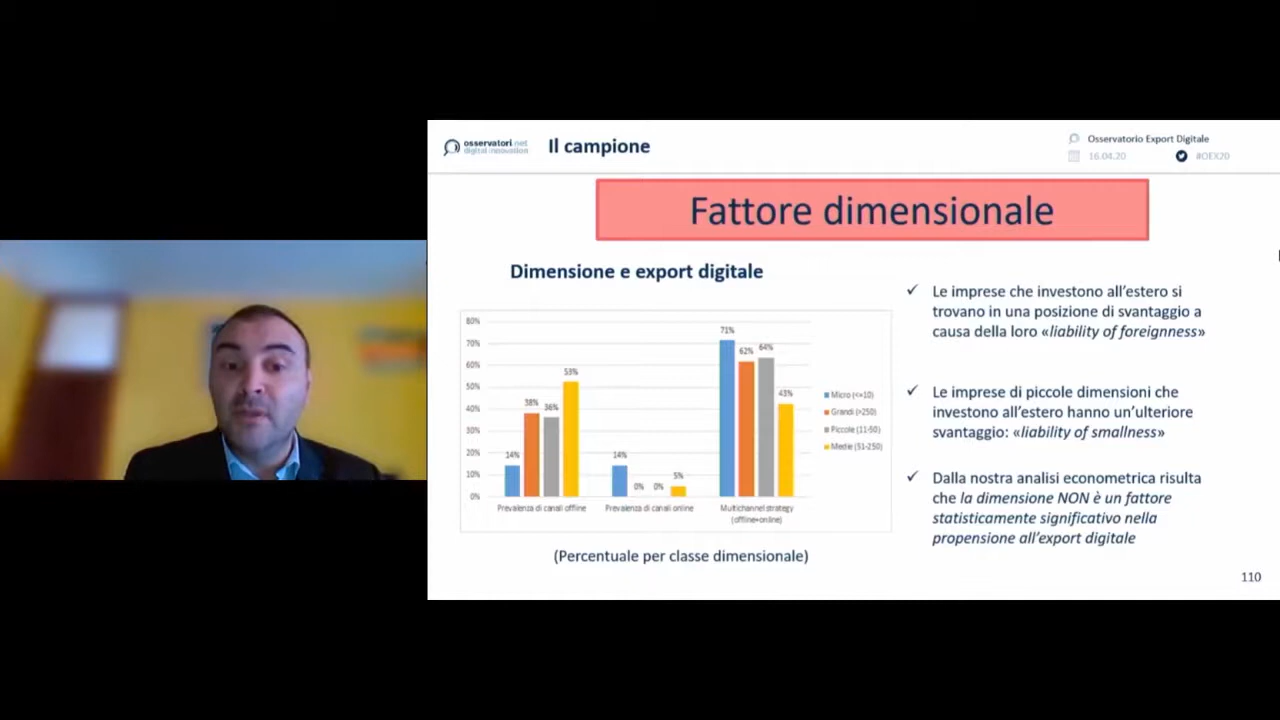 osservatori.net
digital innovation
Il campione
Osservatorio Export Digitale
16.04.20
#OEX20
Fattore dimensionale
Dimensione e export digitale
80%
70%
60%
50%
40%
30%
20%
10%
0%
14%
38%
36%
53%
14%
0%
0%
5%
71%
62%
64%
43%
Prevalenza di canali offline
Prevalenza di canali online
Multichannel strategy
(offline+online)
Micro (<=10)
Grandi (>250)
Piccole (11-50)
Medie (51-250)
(Percentuale per classe dimensionale)
✓ Le imprese che investono all'estero si
trovano in una posizione di svantaggio a
causa della loro «liability of foreignness»
✓ Le imprese di piccole dimensioni che
investono all'estero hanno un'ulteriore
svantaggio: «liability of smallness»
✓ Dalla nostra analisi econometrica risulta
che la dimensione NON è un fattore
statisticamente significativo nella
propensione all'export digitale
110